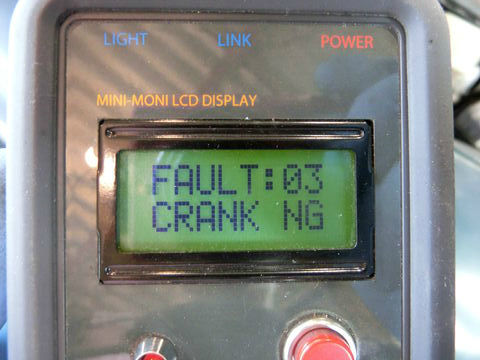 LIGHT LINK POWER
MINI-MONI LCD DISPLAY
FAULT:03
CRANK NG